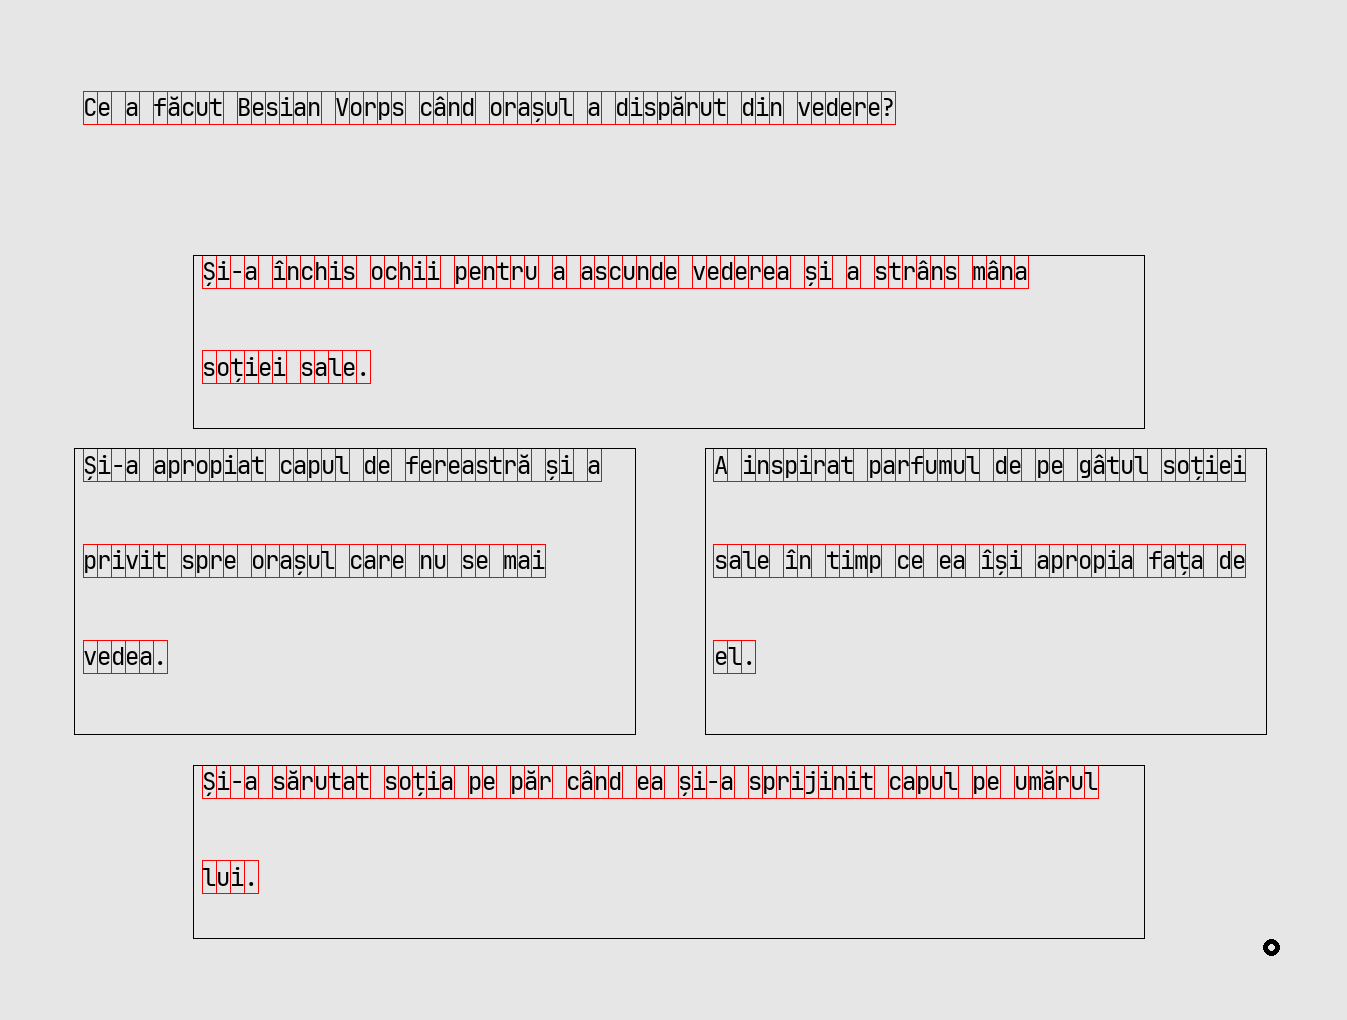 Ce a făcut Besian Vorps când orașul a dispărut din vedere?
Și-a închis ochii pentru a ascunde vederea și a strâns mâna
soției sale.
Și-a apropiat capul de fereastră și a
privit spre orașul care nu se mai
vedea.
A inspirat parfumul de pe gâtul soției
sale în timp ce ea își apropia fața de
el.
Și-a sărutat soția pe păr când ea și-a sprijinit capul pe umărul
lui.